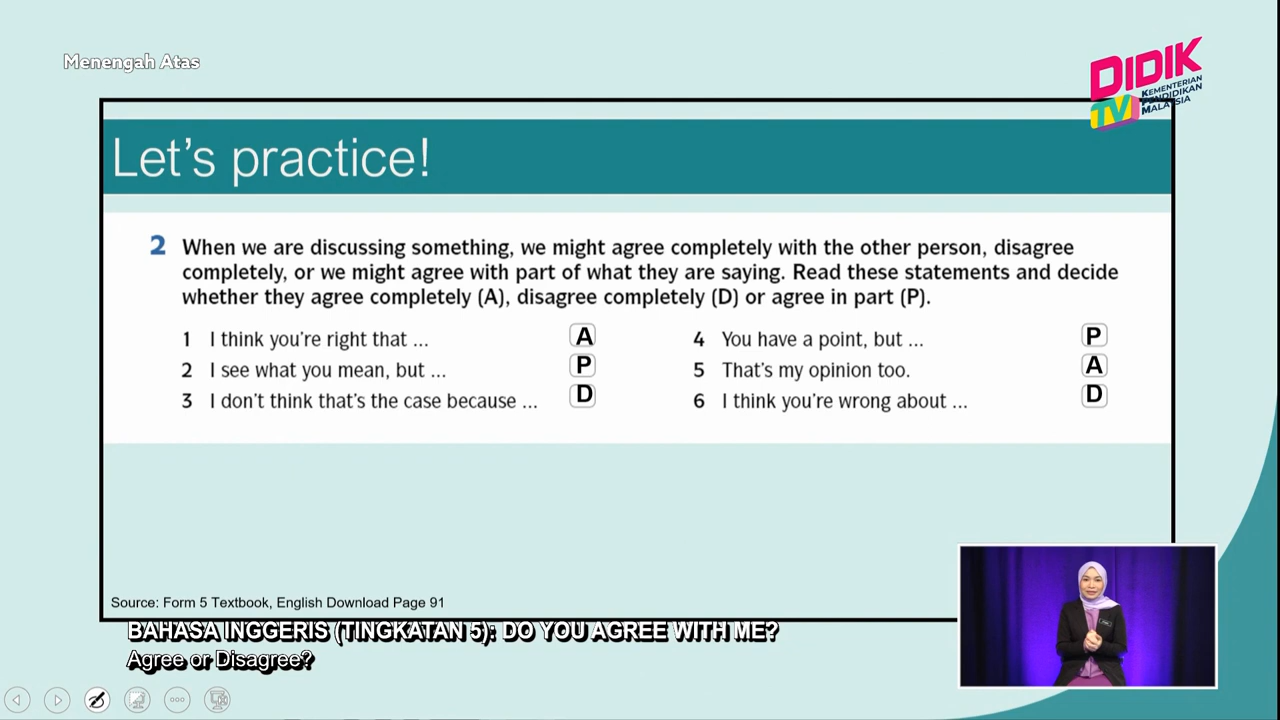 Menengah Atas
DIDIK
TV
KEMENTERIAN
PENDIDIKAN
MALAYSIA
Let's practice!
2 When we are discussing something, we might agree completely with the other person, disagree
completely, or we might agree with part of what they are saying. Read these statements and decide
whether they agree completely (A), disagree completely (D) or agree in part (P).
1 I think you're right that ... A
2 I see what you mean, but ... P
3 I don't think that's the case because ... D
4 You have a point, but ... P
5 That's my opinion too. A
6 I think you're wrong about ... D
Source: Form 5 Textbook, English Download Page 91
BAHASA INGGERIS (TINGKATAN 5): DO YOU AGREE WITH ME?
Agree or Disagree?